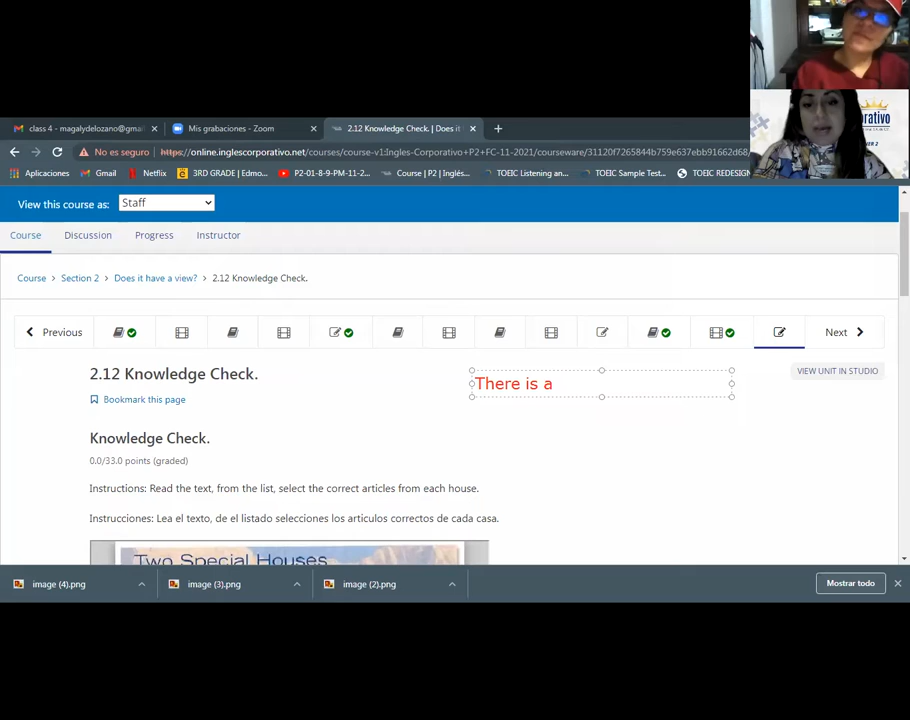 class 4 - magalydelozano@gma
Mis grabaciones - Zoom
2.12 Knowledge Check. | Does it
No es seguro
https://online.inglescorporativo.net/courses/course-v1:Ingles-Corporativo+P2+FC-11-2021/courseware/31120f7265844b759e637ebb91662d68
Aplicaciones
Gmail
Netflix
3RD GRADE | Edmo...
P2-01-8-9-PM-11-2...
Course | P2 | Inglés...
TOEIC Listening an...
TOEIC Sample Test...
TOEIC REDESIGN
View this course as:
Staff
Course
Discussion
Progress
Instructor
Course > Section 2 > Does it have a view? > 2.12 Knowledge Check.
Previous
Next
2.12 Knowledge Check.
There is a
VIEW UNIT IN STUDIO
Bookmark this page
Knowledge Check.
0.0/33.0 points (graded)
Instructions: Read the text, from the list, select the correct articles from each house.
Instrucciones: Lea el texto, de el listado selecciones los articulos correctos de cada casa.
Two Special Houses
image (4).png
image (3).png
image (2).png
Mostrar todo